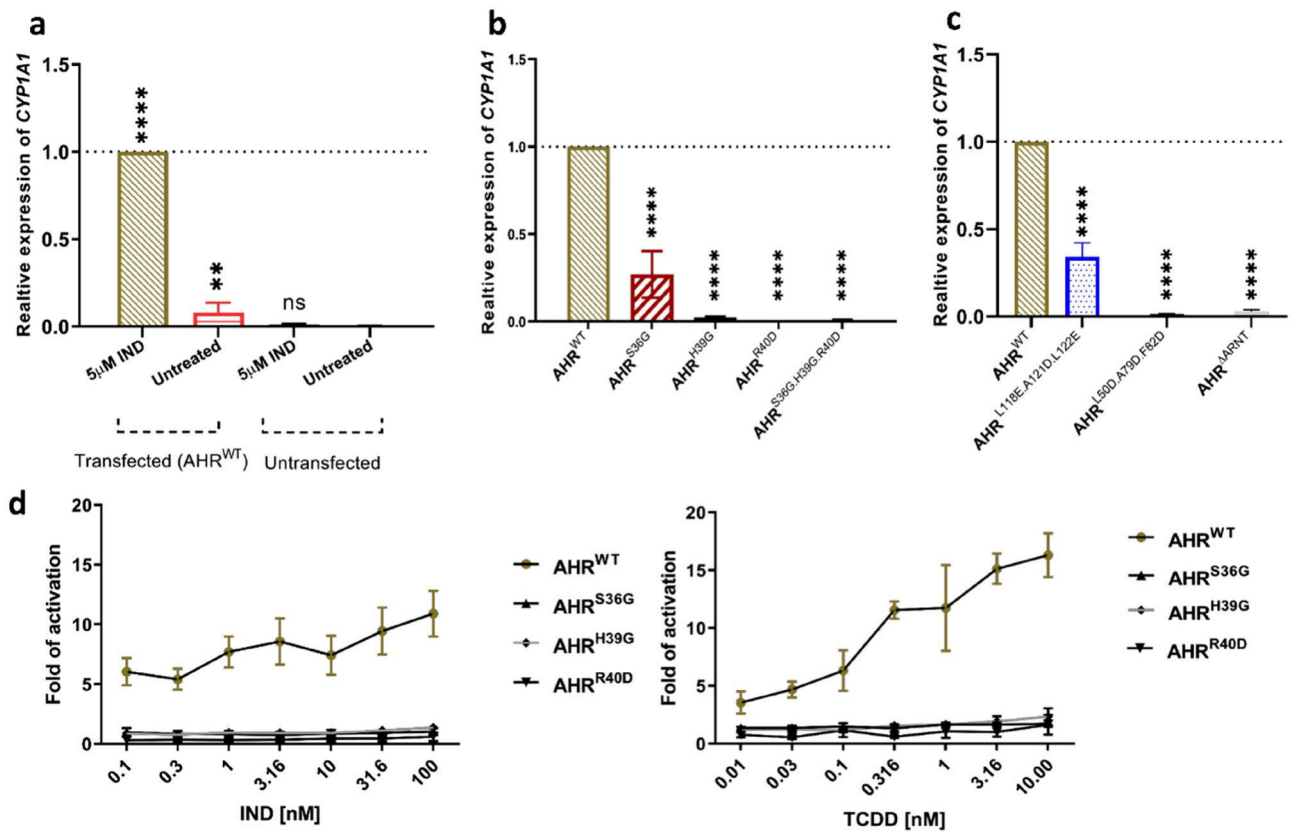 a
Realtive expression of CYP1A1
1.5
1.0
0.5
0.0
****
**
ns
5μM IND
Untreated
5μM IND
Untreated
Transfected (AHRWT)
Untransfected
b
Realtive expression of CYP1A1
1.5
1.0
0.5
0.0
****
****
****
****
AHRWT
AHRS36G
AHRH39G
AHRR40D
AHRS36G.H39G.R40D
c
Realtive expression of CYP1A1
1.5
1.0
0.5
0.0
****
****
****
AHRWT
AHRL118E.A121D.L122E
AHRL50D.A79D.F82D
AHRΔARNT
d
Fold of activation
20
15
10
5
0
0.1
0.3
1
3.16
10
31.6
100
IND [nM]
AHRWT
AHRS36G
AHRH39G
AHRR40D
Fold of activation
20
15
10
5
0
0.01
0.03
0.1
0.316
1
3.16
10.00
TCDD [nM]
AHRWT
AHRS36G
AHRH39G
AHRR40D